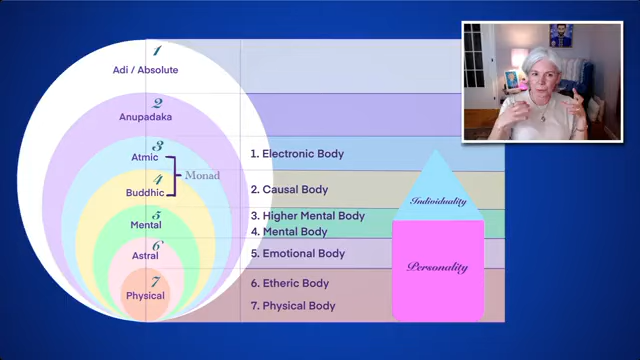 1
Adi / Absolute
2
Anupadaka
3
Atmic
Monad
4
Buddhic
5
Mental
6
Astral
7
Physical
1. Electronic Body
2. Causal Body
3. Higher Mental Body
4. Mental Body
5. Emotional Body
6. Etheric Body
7. Physical Body
Individuality
Personality